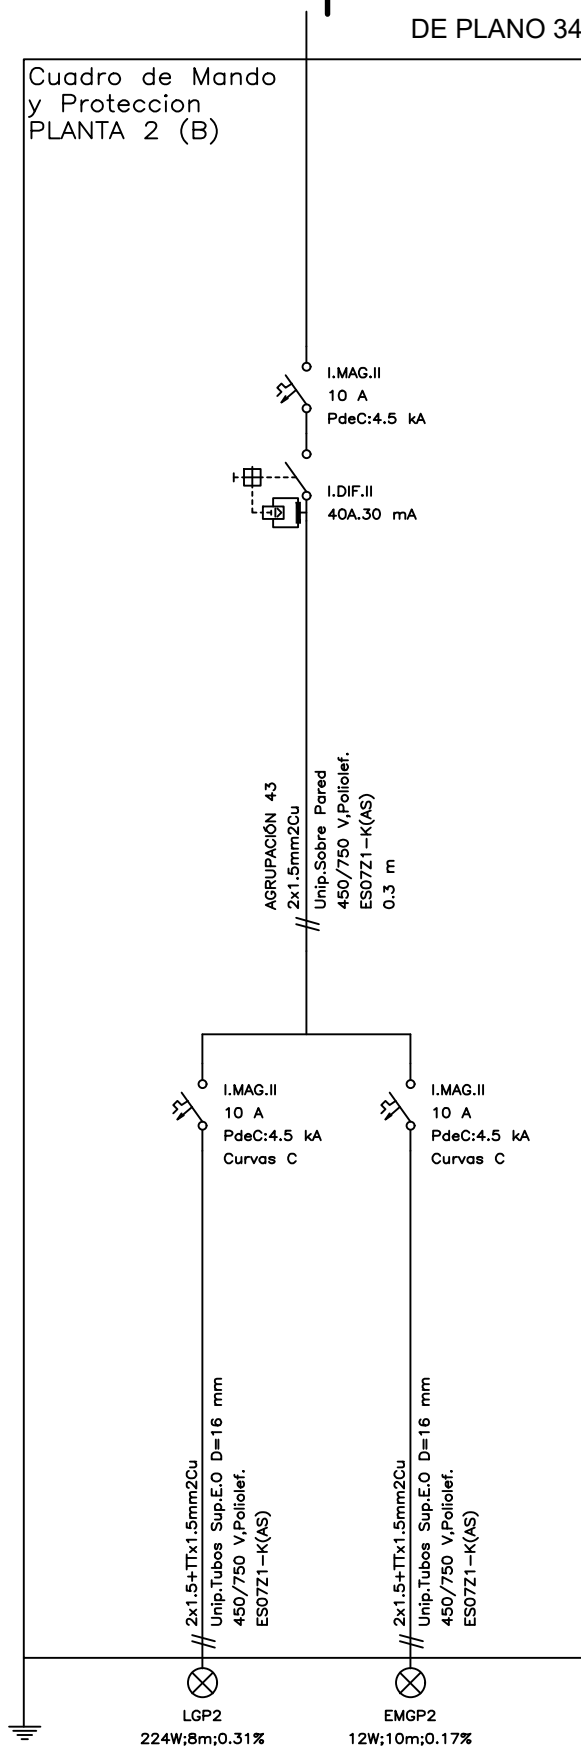 DE PLANO 34
Cuadro de Mando
y Proteccion
PLANTA 2 (B)
I.MAG.II
10 A
PdeC:4.5 kA
I.DIF.II
40A.30 mA
AGRUPACIÓN 43
2x1.5mm2Cu
Unip.Sobre Pared
450/750 V,Poliolef.
ES07Z1-K(AS)
0.3 m
I.MAG.II
10 A
PdeC:4.5 kA
Curvas C
I.MAG.II
10 A
PdeC:4.5 kA
Curvas C
2x1.5+TTx1.5mm2Cu
Unip.Tubos Sup.E.O D=16 mm
450/750 V,Poliolef.
ES07Z1-K(AS)
2x1.5+TTx1.5mm2Cu
Unip.Tubos Sup.E.O D=16 mm
450/750 V,Poliolef.
ES07Z1-K(AS)
LGP2
224W;8m;0.31%
EMGP2
12W;10m;0.17%